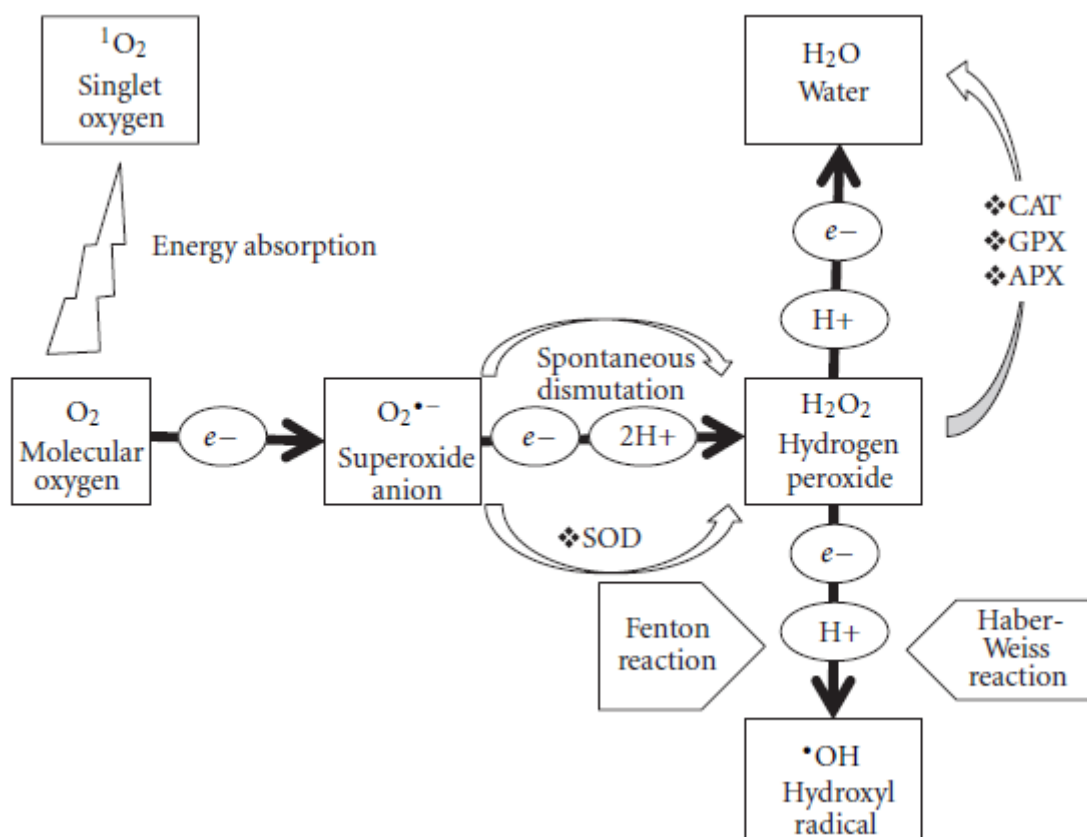 ¹O₂
Singlet
oxygen
H₂O
Water
Energy absorption
e−
❖CAT
❖GPX
❖APX
H+
Spontaneous
dismutation
O₂
Molecular
oxygen
e−
O₂•−
Superoxide
anion
e−
2H+
H₂O₂
Hydrogen
peroxide
❖SOD
e−
Fenton
reaction
H+
Haber-
Weiss
reaction
•OH
Hydroxyl
radical